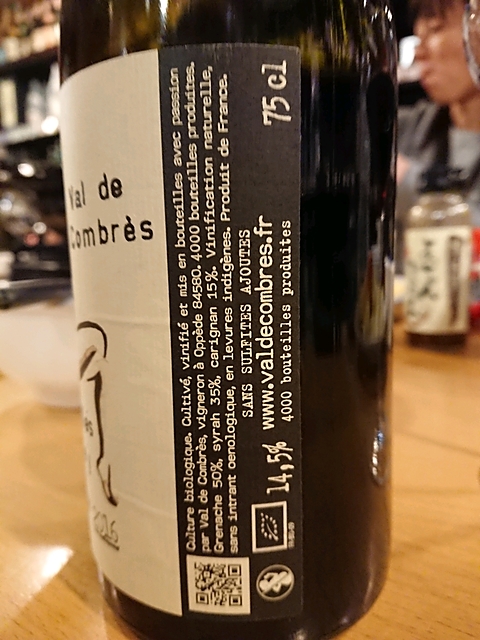 Val de
Combrès
2016
Culture biologique. Cultivé, vinifié et mis en bouteilles avec passion
par Val de Combrès, vigneron à Oppède 84580. 4000 bouteilles produites.
Grenache 50%, syrah 35%, carignan 15%. Vinification naturelle,
sans intrant oenologique, en levures indigènes. Produit de France.
SANS SULFITES AJOUTES
14,5% www.valdecombres.fr 75 cl
4000 bouteilles produites